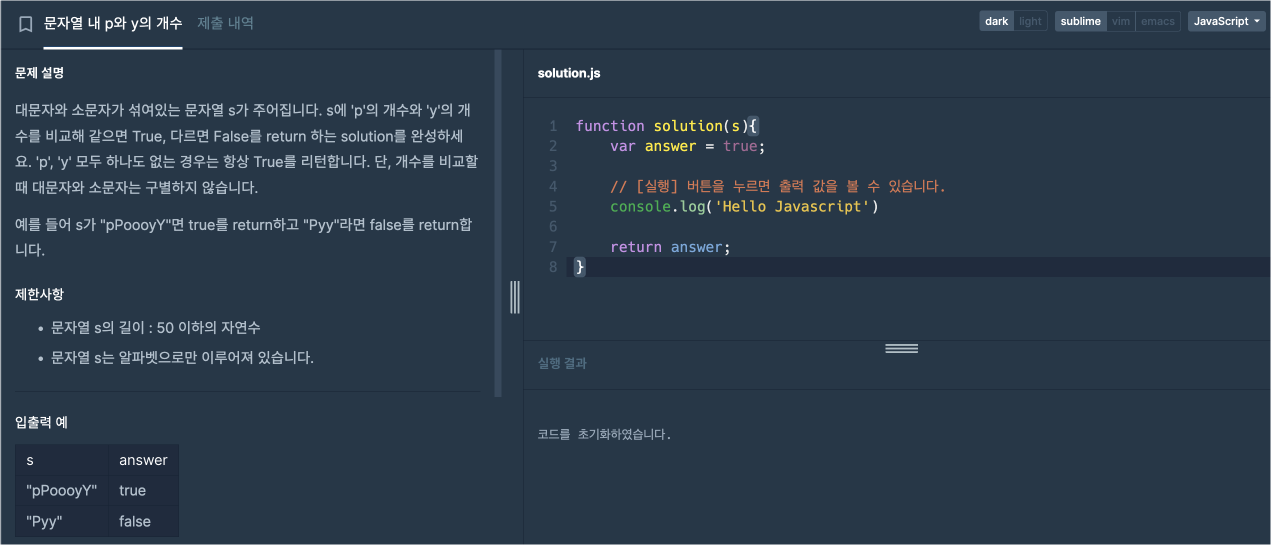 문자열 내 p와 y의 개수 제출 내역
dark light sublime vim emacs JavaScript
문제 설명
대문자와 소문자가 섞여있는 문자열 s가 주어집니다. s에 'p'의 개수와 'y'의 개
수를 비교해 같으면 True, 다르면 False를 return 하는 solution를 완성하세
요. 'p', 'y' 모두 하나도 없는 경우는 항상 True를 리턴합니다. 단, 개수를 비교할
때 대문자와 소문자는 구별하지 않습니다.
예를 들어 s가 "pPoooyY"면 true를 return하고 "Pyy"라면 false를 return합
니다.
제한사항
• 문자열 s의 길이 : 50 이하의 자연수
• 문자열 s는 알파벳으로만 이루어져 있습니다.
입출력 예
s answer
"pPoooyY" true
"Pyy" false
solution.js
1 function solution(s){
2 var answer = true;
3
4 // [실행] 버튼을 누르면 출력 값을 볼 수 있습니다.
5 console.log('Hello Javascript')
6
7 return answer;
8 }
실행 결과
코드를 초기화하였습니다.